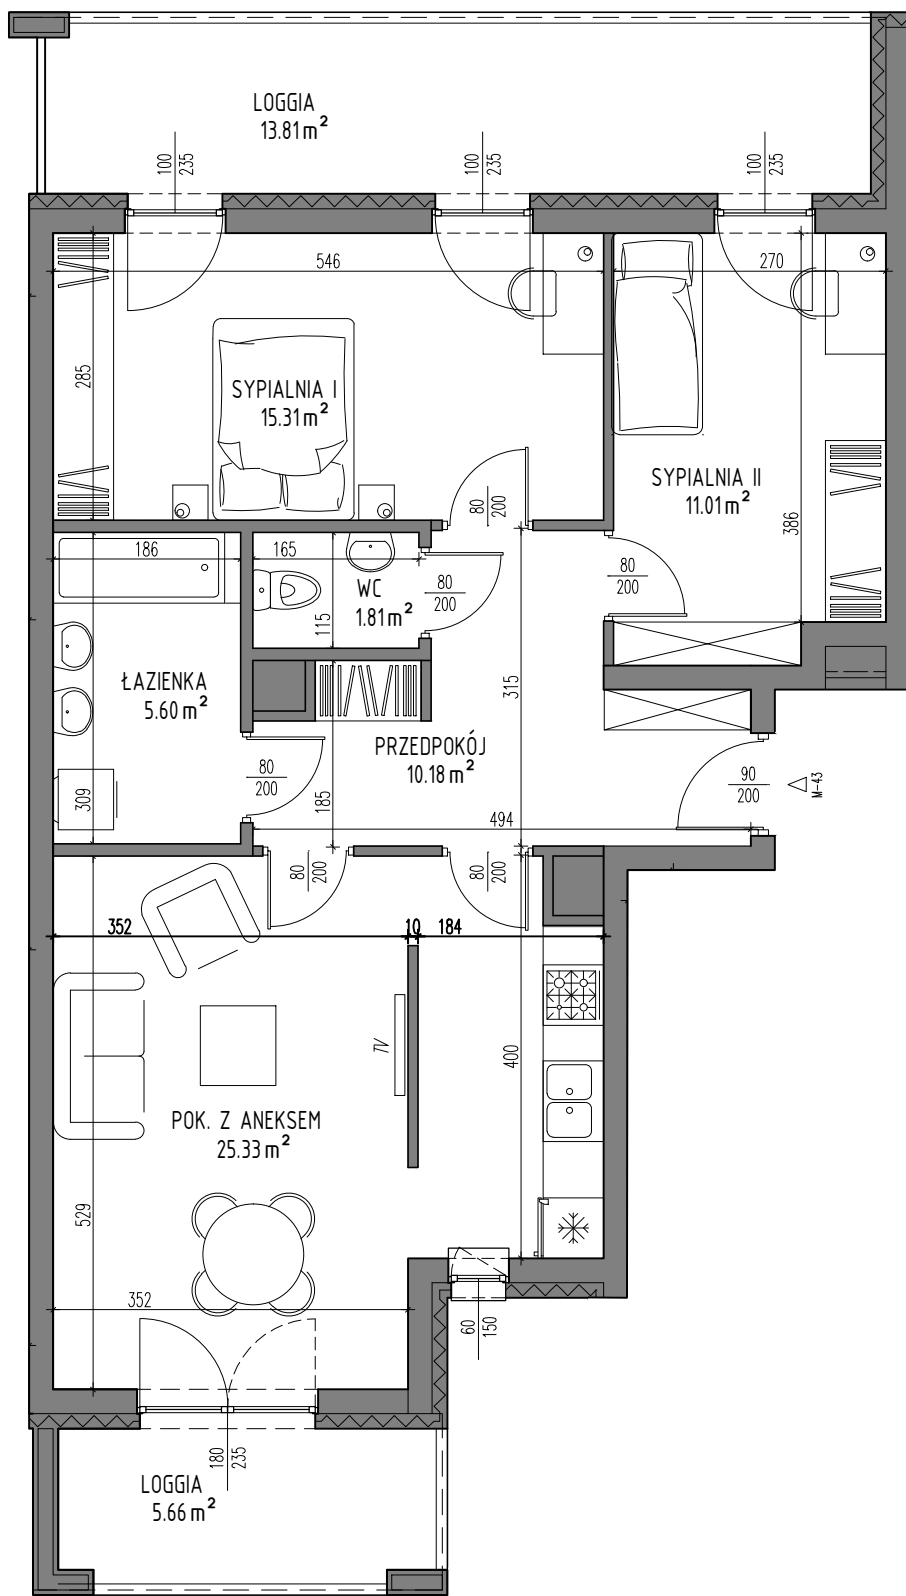 LOGGIA
13.81 m²
100
235
100
235
100
235
546
270
285
SYPIALNIA I
15.31 m²
SYPIALNIA II
11.01 m²
386
80
200
186
165
WC
1.81 m²
115
80
200
80
200
ŁAZIENKA
5.60 m²
315
PRZEDPOKÓJ
10.18 m²
80
200
90
200
M-43
309
185
494
80
200
80
200
352
10
184
TV
400
POK. Z ANEKSEM
25.33 m²
529
352
60
150
180
235
LOGGIA
5.66 m²